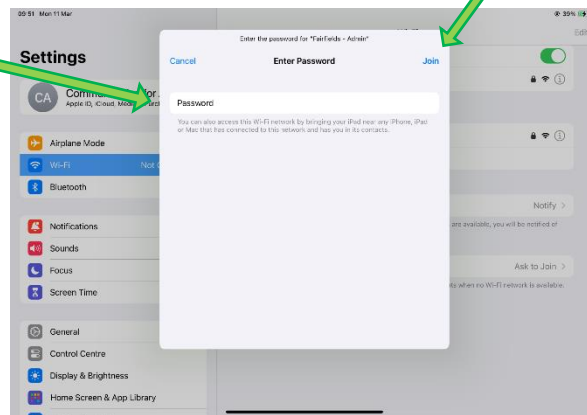 09:51 Mon 11 Mar
39%
Edit
Settings
Enter the password for "Fairfields - Admin"
Cancel
Enter Password
Join
CA
Apple ID, iCloud,
Password
You can also access this Wi-Fi network by bringing your iPad near any iPhone, iPad
or Mac that has connected to this network and has you in its contacts.
Airplane Mode
Wi-Fi
Not
Bluetooth
Notify >
are available, you will be notified of
Notifications
Sounds
Focus
Ask to Join >
when no Wi-Fi network is available.
Screen Time
General
Control Centre
Display & Brightness
Home Screen & App Library